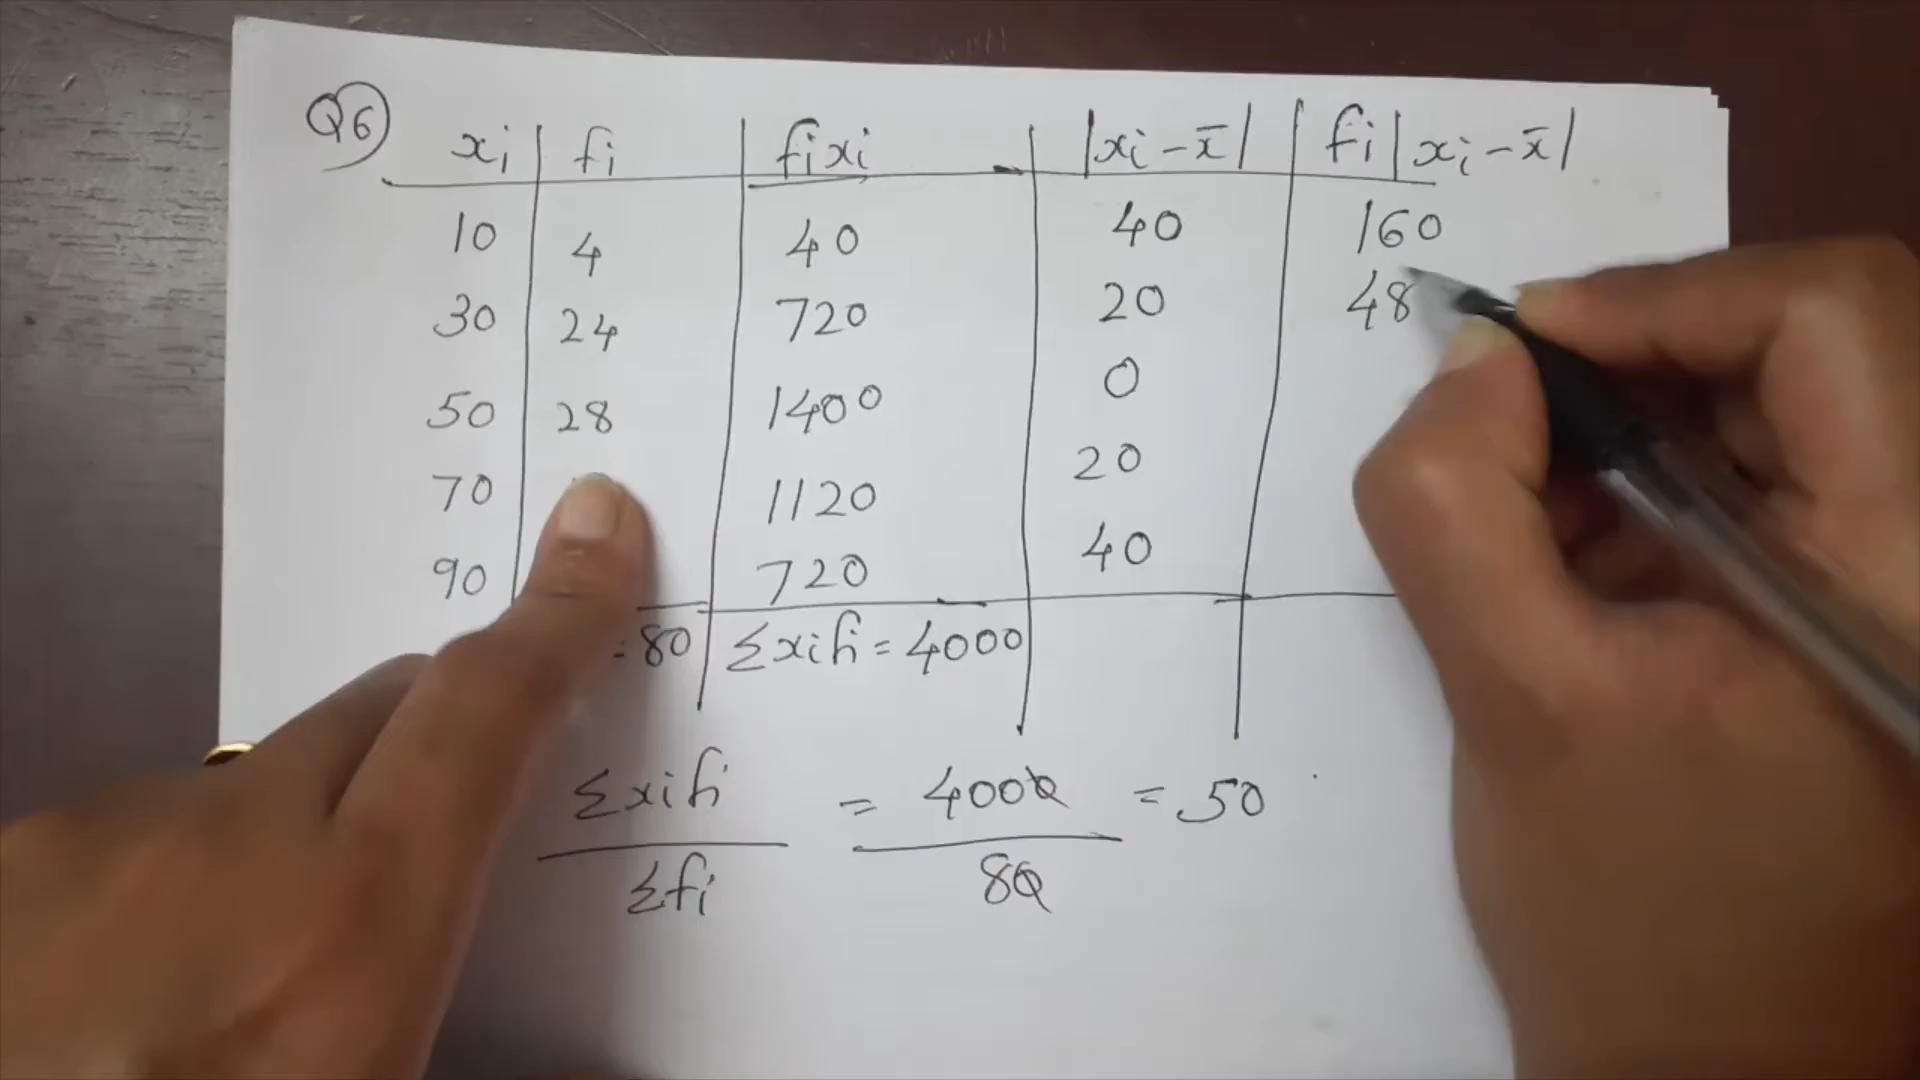 Q6
xi fi fixi |xi - x̄| fi|xi - x̄|
10 4 40 40 160
30 24 720 20 48
50 28 1400 0
70 1120 20
90 720 40
= 80 Σxifi = 4000
Σxifi = 4000 = 50
Σfi 80